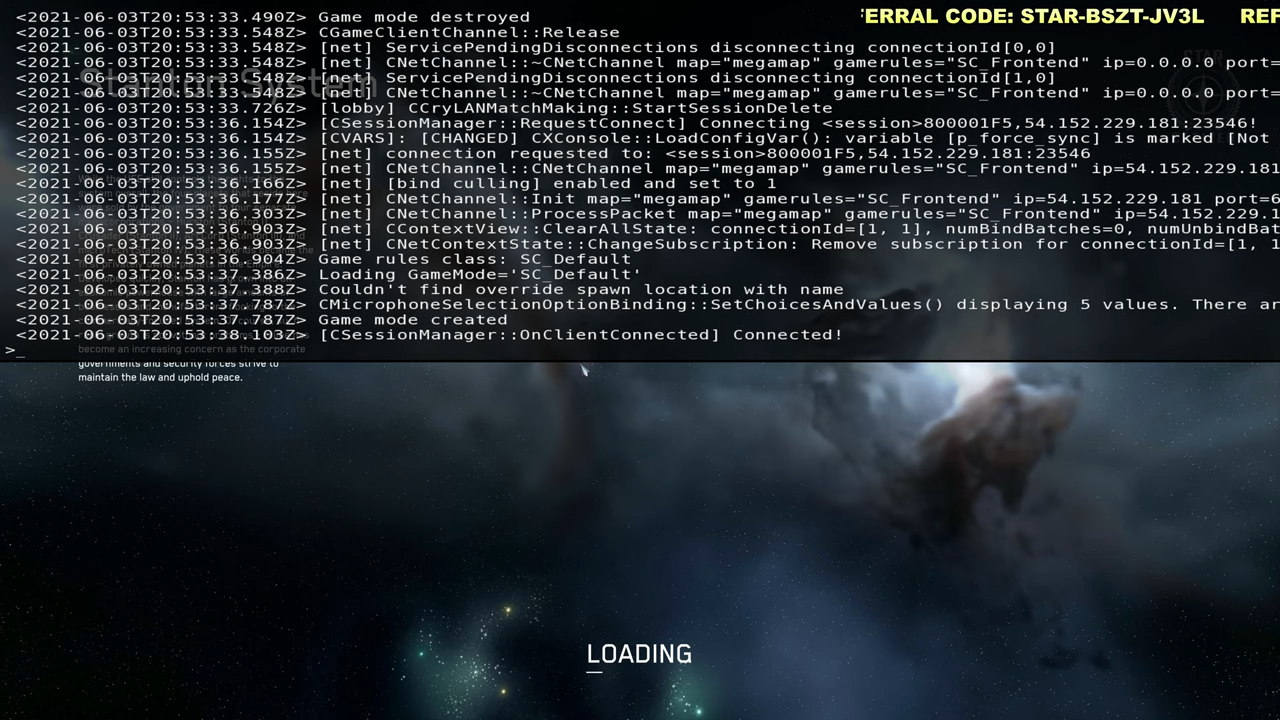 <2021-06-03T20:53:33.490Z> Game mode destroyed
'ERRAL CODE: STAR-BSZT-JV3L REF
<2021-06-03T20:53:33.548Z> CGameClientChannel::Release
<2021-06-03T20:53:33.548Z> [net] ServicePendingDisconnections disconnecting connectionId[0,0]
<2021-06-03T20:53:33.548Z> [net] CNetChannel::~CNetChannel map="megamap" gamerules="SC_Frontend" ip=0.0.0.0 port=
<2021-06-03T20:53:33.548Z> [net] ServicePendingDisconnections disconnecting connectionId[1,0]
Stanton System
<2021-06-03T20:53:33.548Z> [net] CNetChannel::~CNetChannel map="megamap" gamerules="SC_Frontend" ip=0.0.0.0 port=
<2021-06-03T20:53:33.726Z> [lobby] CCryLANMatchMaking::StartSessionDelete
<2021-06-03T20:53:36.154Z> [CSessionManager::RequestConnect] Connecting <session>800001F5,54.152.229.181:23546!
<2021-06-03T20:53:36.154Z> [CVARS]: [CHANGED] CXConsole::LoadConfigVar(): variable [p_force_sync] is marked [Not
<2021-06-03T20:53:36.155Z> [net] connection requested to: <session>800001F5,54.152.229.181:23546
<2021-06-03T20:53:36.155Z> [net] CNetChannel::CNetChannel map="megamap" gamerules="SC_Frontend" ip=54.152.229.181
<2021-06-03T20:53:36.166Z> [net] [bind culling] enabled and set to 1
<2021-06-03T20:53:36.177Z> [net] CNetChannel::Init map="megamap" gamerules="SC_Frontend" ip=54.152.229.181 port=6
<2021-06-03T20:53:36.303Z> [net] CNetChannel::ProcessPacket map="megamap" gamerules="SC_Frontend" ip=54.152.229.1
<2021-06-03T20:53:36.903Z> [net] CContextView::ClearAllState: connectionId=[1, 1], numBindBatches=0, numUnbindBat
<2021-06-03T20:53:36.903Z> [net] CNetContextState::ChangeSubscription: Remove subscription for connectionId=[1, 1
<2021-06-03T20:53:36.904Z> Game rules class: SC_Default
<2021-06-03T20:53:37.386Z> Loading GameMode='SC_Default'
<2021-06-03T20:53:37.388Z> Couldn't find override spawn location with name
<2021-06-03T20:53:37.787Z> CMicrophoneSelectionOptionBinding::SetChoicesAndValues() displaying 5 values. There ar
<2021-06-03T20:53:37.787Z> Game mode created
<2021-06-03T20:53:38.103Z> [CSessionManager::OnClientConnected] Connected!
>_
become an increasing concern as the corporate
governments and security forces strive to
maintain the law and uphold peace.
LOADING